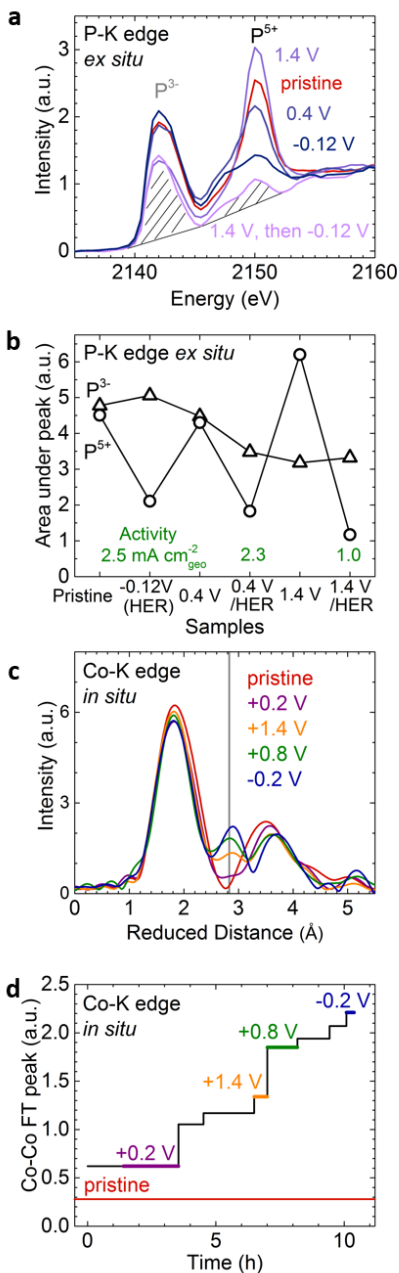 a
P-K edge
ex situ
P5+
P3-
1.4 V
pristine
0.4 V
-0.12 V
1.4 V, then -0.12 V
Intensity (a.u.)
3
2
1
0
2140 2150 2160
Energy (eV)
b
P-K edge ex situ
P3-
P5+
Area under peak (a.u.)
7
6
5
4
3
2
1
0
Activity
2.5 mA cm-2geo
2.3
1.0
Pristine
-0.12V
(HER)
0.4 V
0.4 V
/HER
1.4 V
1.4 V
/HER
Samples
c
Co-K edge
in situ
pristine
+0.2 V
+1.4 V
+0.8 V
-0.2 V
Intensity (a.u.)
6
3
0
0 1 2 3 4 5
Reduced Distance (Å)
d
Co-K edge
in situ
-0.2 V
+0.8 V
+1.4 V
+0.2 V
pristine
Co-Co FT peak (a.u.)
2.5
2.0
1.5
1.0
0.5
0.0
0 5 10
Time (h)